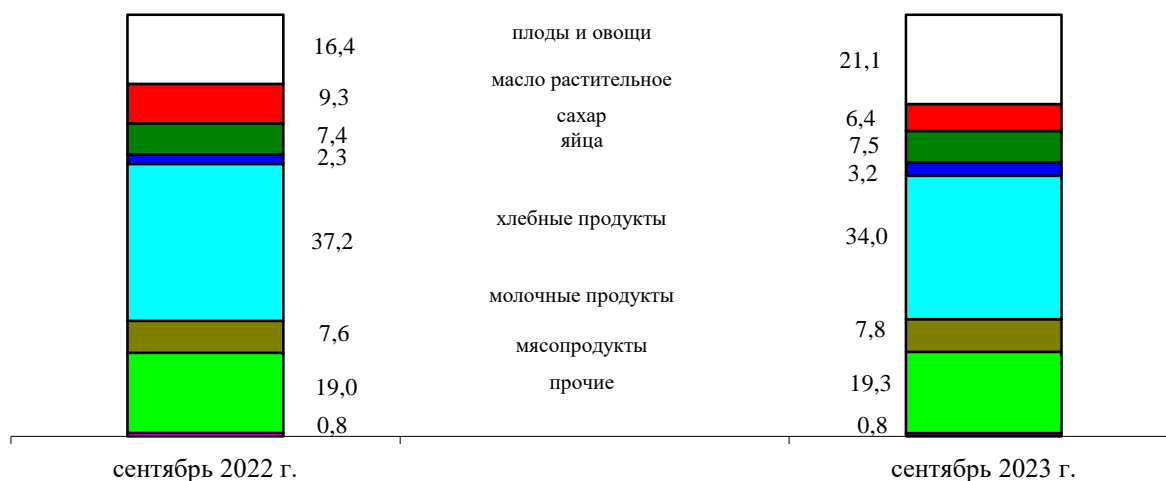 16,4
9,3
7,4
2,3
37,2
7,6
19,0
0,8
плоды и овощи
масло растительное
сахар
яйца
хлебные продукты
молочные продукты
мясопродукты
прочие
21,1
6,4
7,5
3,2
34,0
7,8
19,3
0,8
сентябрь 2022 г.
сентябрь 2023 г.